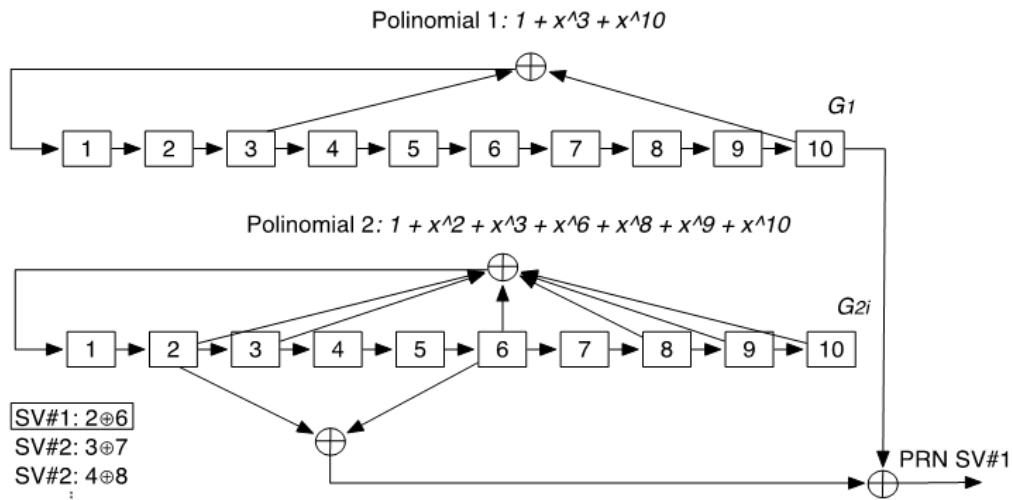 Polinomial 1: 1 + x^3 + x^10
G1
1 2 3 4 5 6 7 8 9 10
Polinomial 2: 1 + x^2 + x^3 + x^6 + x^8 + x^9 + x^10
G2i
1 2 3 4 5 6 7 8 9 10
SV#1: 2⊕6
SV#2: 3⊕7
SV#2: 4⊕8
⋮
PRN SV#1